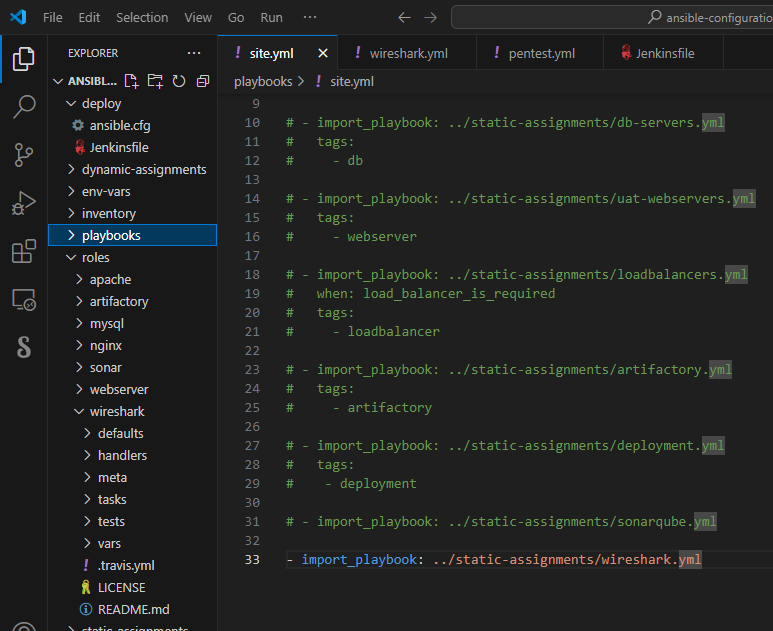 File Edit Selection View Go Run ···
ansible-configuratio
EXPLORER
ANSIBL...
deploy
ansible.cfg
Jenkinsfile
dynamic-assignments
env-vars
inventory
playbooks
roles
apache
artifactory
mysql
nginx
sonar
webserver
wireshark
defaults
handlers
meta
tasks
tests
vars
.travis.yml
LICENSE
README.md
static-assignments
! site.yml
! wireshark.yml
! pentest.yml
Jenkinsfile
playbooks > ! site.yml
9
10 # - import_playbook: ../static-assignments/db-servers.yml
11 #   tags:
12 #     - db
13
14 # - import_playbook: ../static-assignments/uat-webservers.yml
15 #   tags:
16 #     - webserver
17
18 # - import_playbook: ../static-assignments/loadbalancers.yml
19 #   when: load_balancer_is_required
20 #   tags:
21 #     - loadbalancer
22
23 # - import_playbook: ../static-assignments/artifactory.yml
24 #   tags:
25 #     - artifactory
26
27 # - import_playbook: ../static-assignments/deployment.yml
28 #   tags:
29 #    - deployment
30
31 # - import_playbook: ../static-assignments/sonarqube.yml
32
33 - import_playbook: ../static-assignments/wireshark.yml